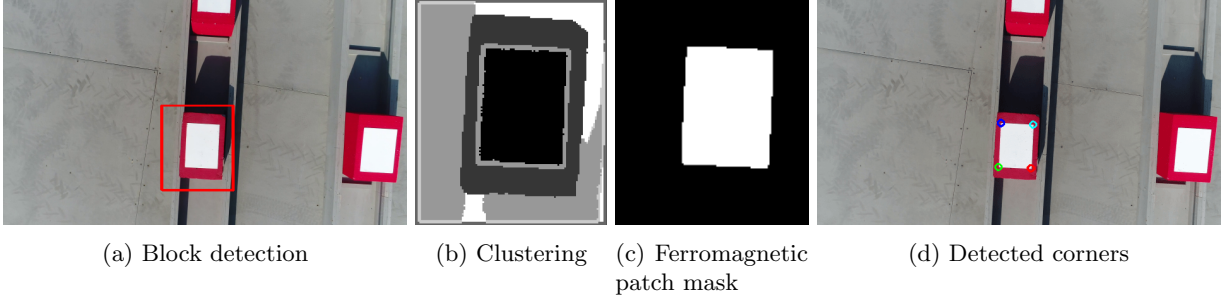 (a) Block detection
(b) Clustering
(c) Ferromagnetic
patch mask
(d) Detected corners